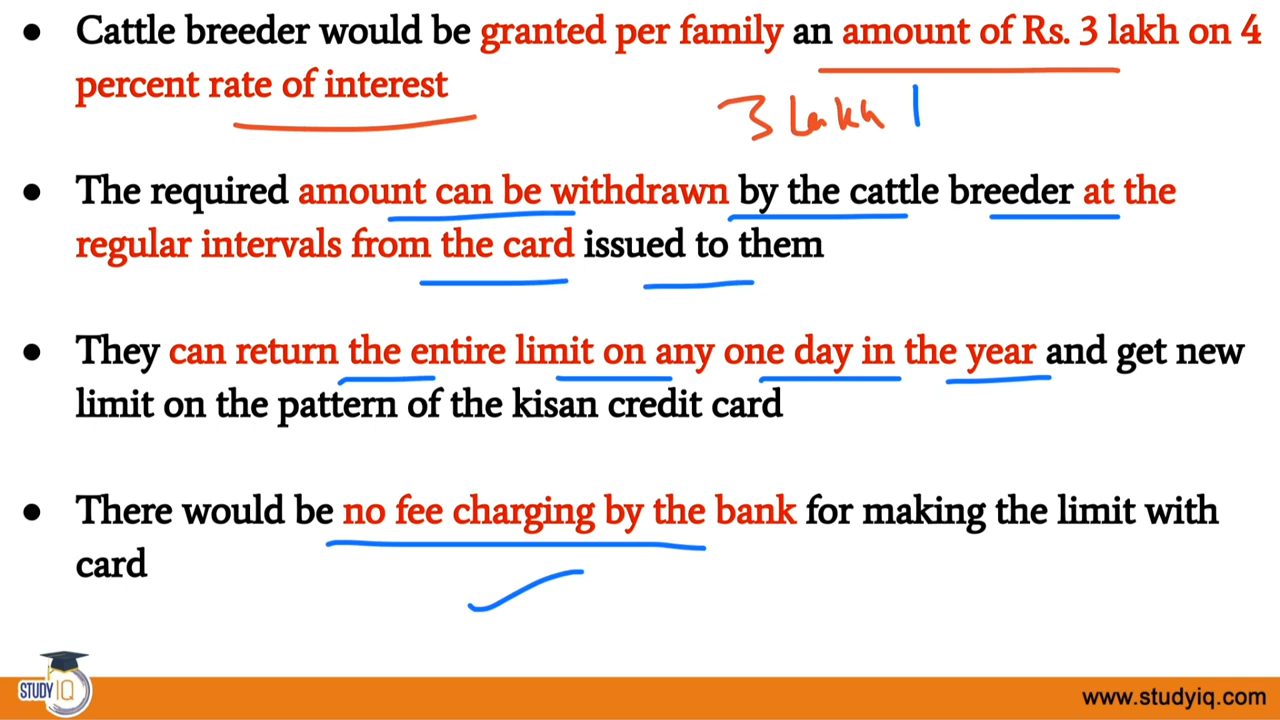 ● Cattle breeder would be granted per family an amount of Rs. 3 lakh on 4
percent rate of interest
3 lakh |
● The required amount can be withdrawn by the cattle breeder at the
regular intervals from the card issued to them
● They can return the entire limit on any one day in the year and get new
limit on the pattern of the kisan credit card
● There would be no fee charging by the bank for making the limit with
card
STUDY IQ
www.studyiq.com